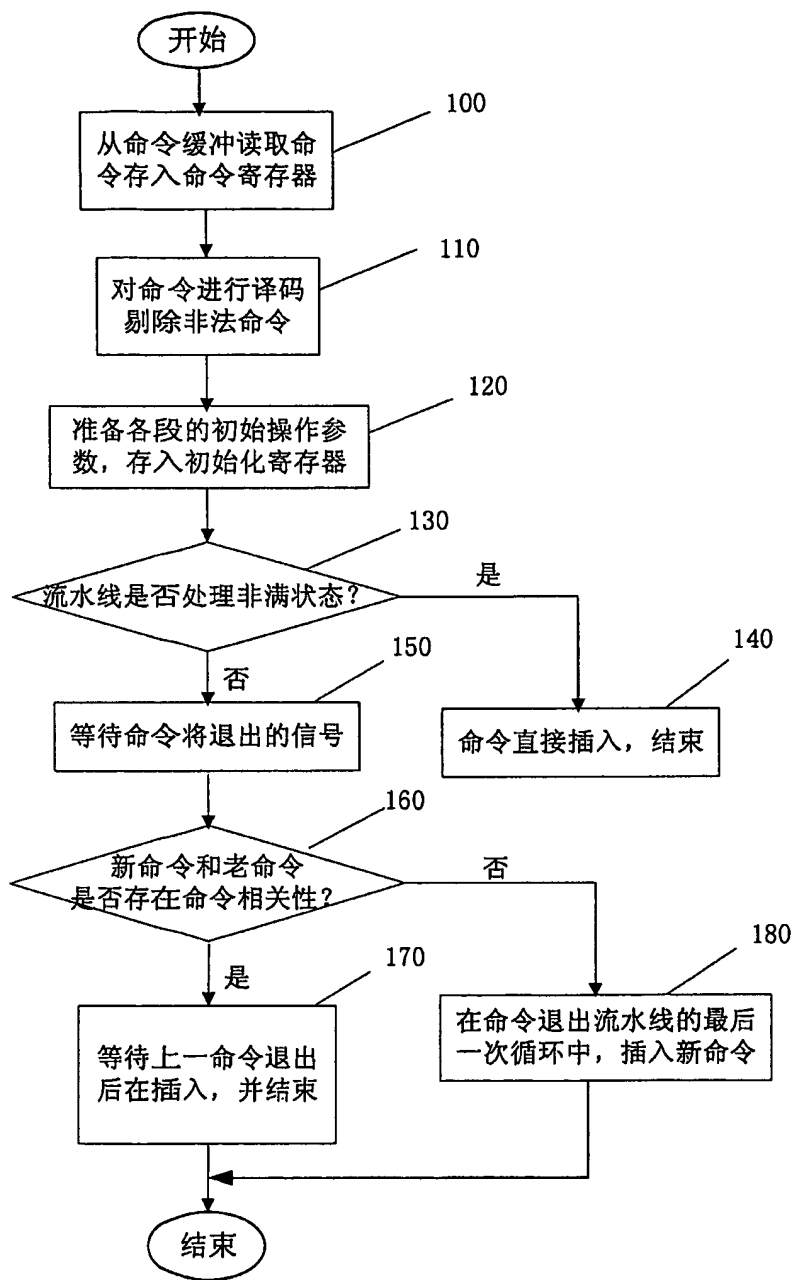 开始
100
从命令缓冲读取命
令存入命令寄存器
110
对命令进行译码
剔除非法命令
120
准备各段的初始操作参
数，存入初始化寄存器
130
流水线是否处理非满状态？
是
否
150
等待命令将退出的信号
140
命令直接插入，结束
160
新命令和老命令
是否存在命令相关性？
否
是
170
等待上一命令退出
后在插入，并结束
180
在命令退出流水线的最后
一次循环中，插入新命令
结束